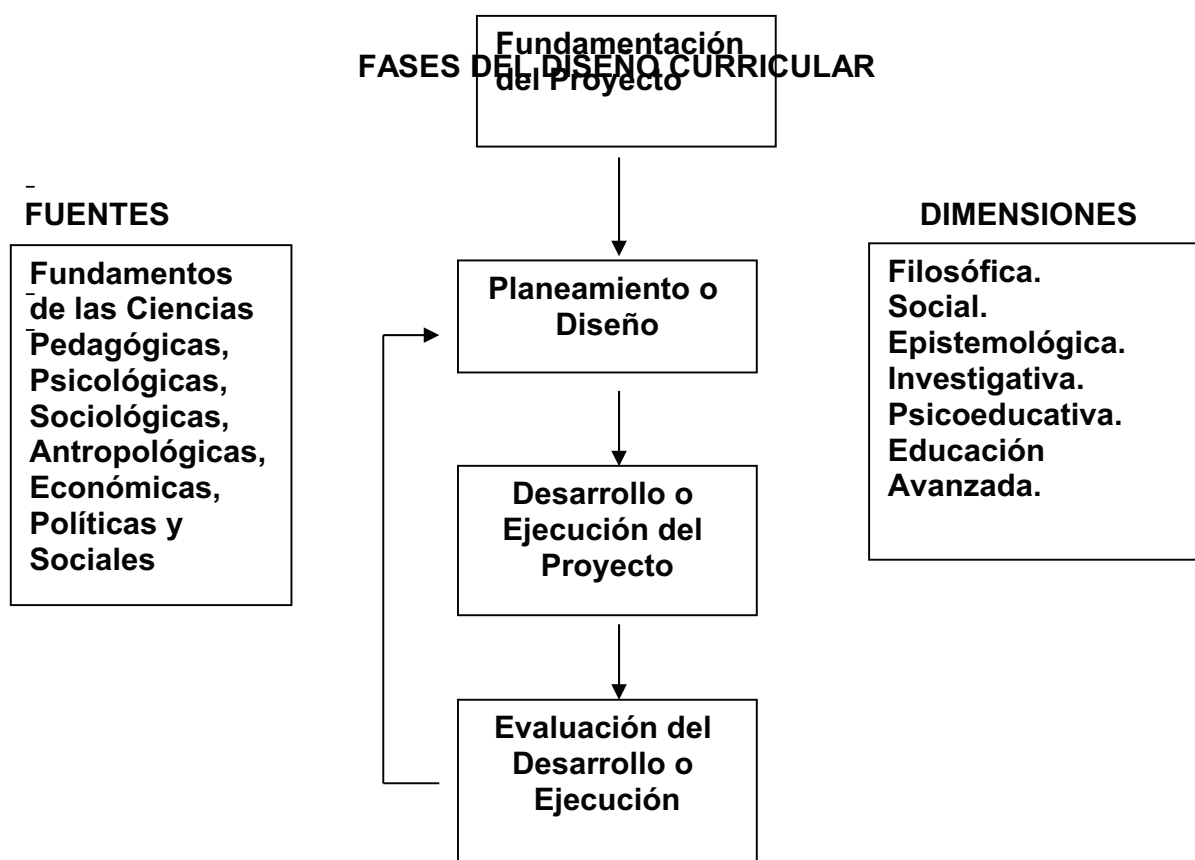 Fundamentación
del Proyecto
FASES DEL DISEÑO CURRICULAR
FUENTES
Fundamentos
de las Ciencias
Pedagógicas,
Psicológicas,
Sociológicas,
Antropológicas,
Económicas,
Políticas y
Sociales
Planeamiento o
Diseño
Desarrollo o
Ejecución del
Proyecto
Evaluación del
Desarrollo o
Ejecución
DIMENSIONES
Filosófica.
Social.
Epistemológica.
Investigativa.
Psicoeducativa.
Educación
Avanzada.